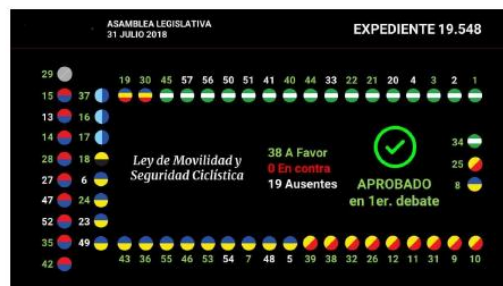 ASAMBLEA LEGISLATIVA
31 JULIO 2018
EXPEDIENTE 19.548
29
19 30 45 57 56 50 51 41 40 44 33 22 21 20 4 3 2 1
15 37
13 16
14 17
28 18
27 6
47 24
52 23
35 49
42
Ley de Movilidad y
Seguridad Ciclística
38 A Favor
0 En contra
19 Ausentes
APROBADO
en 1er. debate
34
25
8
43 36 55 46 53 54 7 48 5 39 38 32 26 12 11 31 9 10